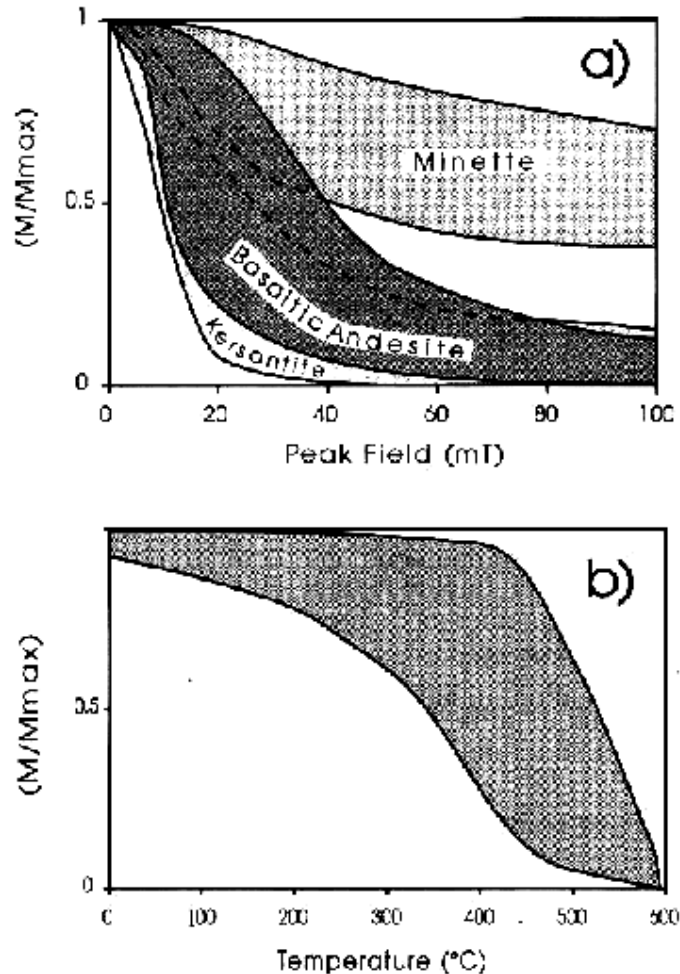 1
a)
(M/Mmax)
Minette
0.5
Basaltic Andesite
Kersantite
0
0 20 40 60 80 100
Peak Field (mT)
b)
(M/Mmax)
0.5
0
0 100 200 300 400 500 600
Temperature (°C)